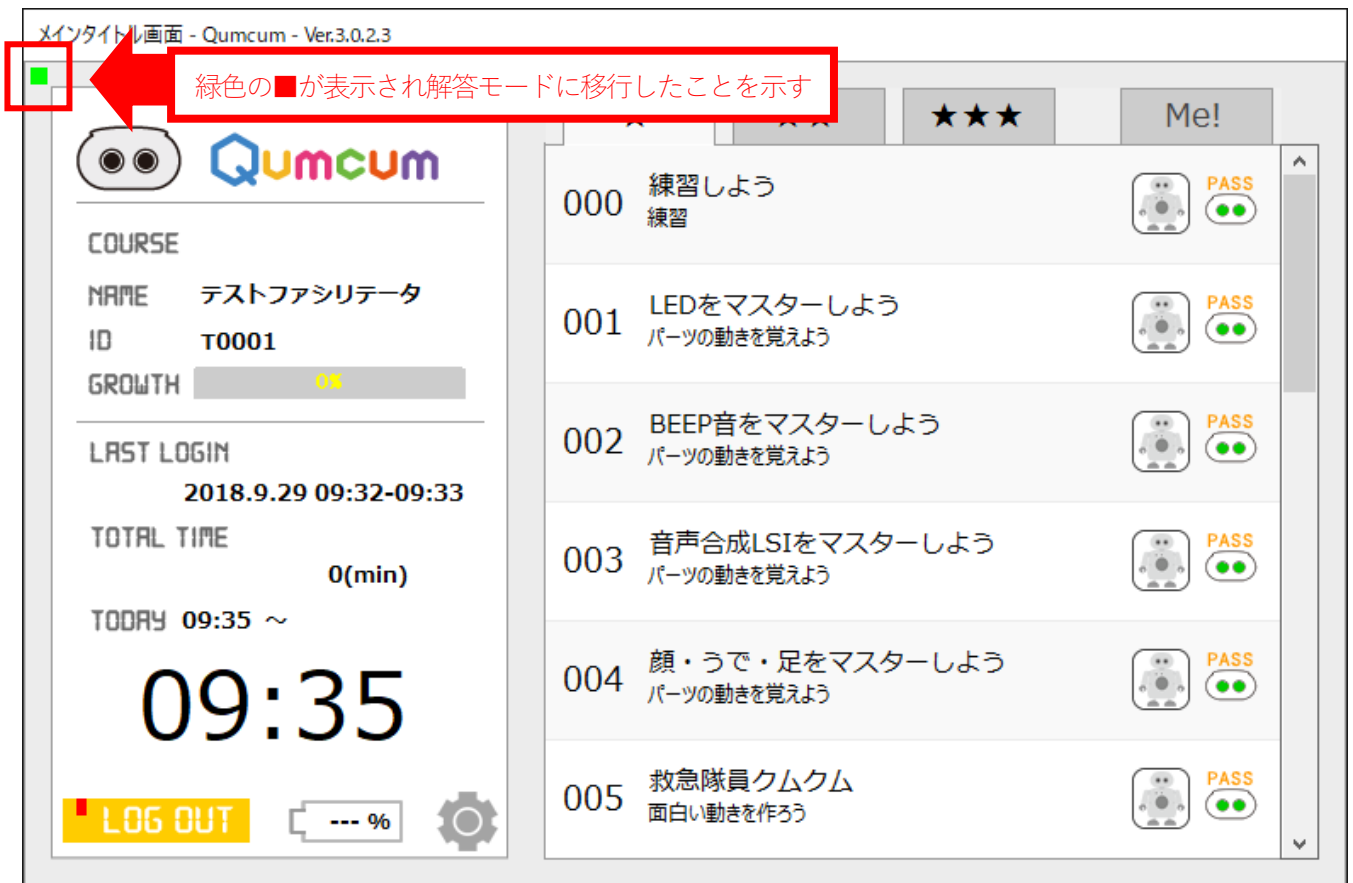 メインタイトル画面 - Qumcum - Ver.3.0.2.3
緑色の■が表示され解答モードに移行したことを示す
★★★
Me!
Qumcum
COURSE
NAME テストファシリテータ
ID T0001
GROWTH 0%
LAST LOGIN
2018.9.29 09:32-09:33
TOTAL TIME
0(min)
TODAY 09:35 ～
09:35
LOG OUT
--- %
000 練習しよう
練習
PASS
001 LEDをマスターしよう
パーツの動きを覚えよう
PASS
002 BEEP音をマスターしよう
パーツの動きを覚えよう
PASS
003 音声合成LSIをマスターしよう
パーツの動きを覚えよう
PASS
004 顔・うで・足をマスターしよう
パーツの動きを覚えよう
PASS
005 救急隊員クムクム
面白い動きを作ろう
PASS